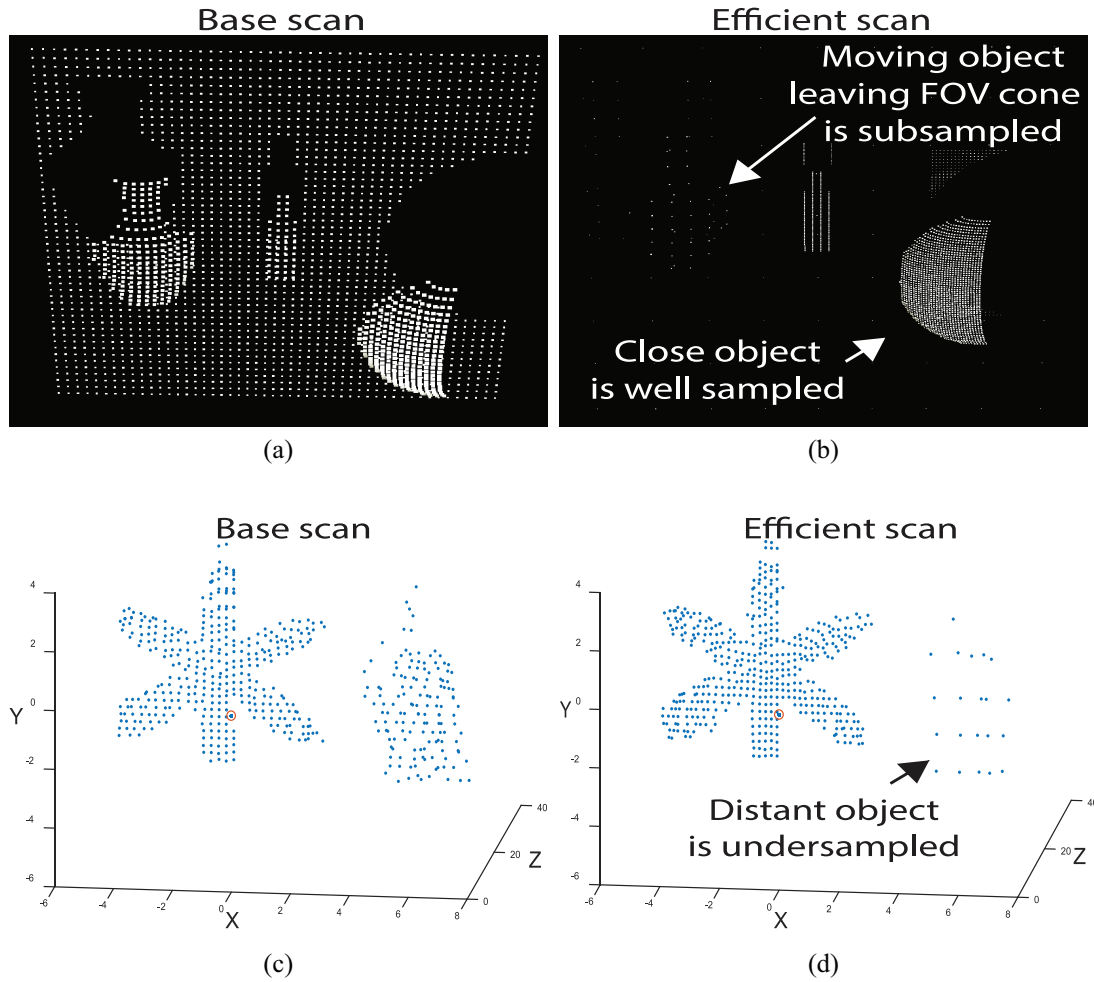 Base scan
Efficient scan
Moving object
leaving FOV cone
is subsampled
Close object
is well sampled
(a)
(b)
Base scan
Efficient scan
4
2
0
Y
-2
-4
-6
-6
-4
-2
0
X
2
4
6
8
0
20
Z
40
4
2
0
Y
-2
-4
-6
-6
-4
-2
0
X
2
4
6
8
0
20
Z
40
Distant object
is undersampled
(c)
(d)